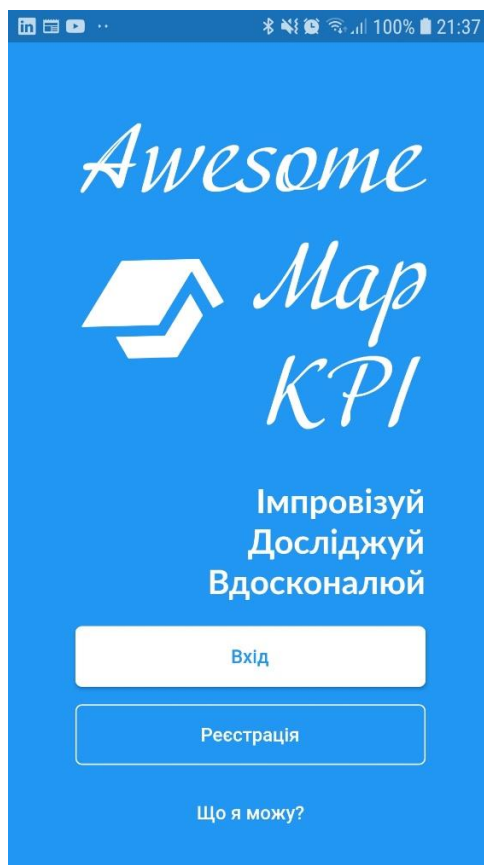 100% 21:37
Awesome
Map
KPI
Імпровізуй
Досліджуй
Вдосконалюй
Вхід
Реєстрація
Що я можу?